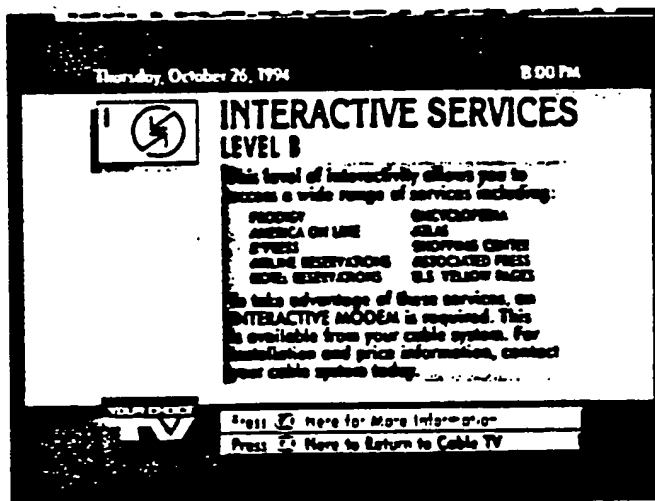 Thursday, October 26, 1994
8:00 PM
INTERACTIVE SERVICES
LEVEL B
This level of interactivity allows you to
access a wide range of services including:
PRODIGY
ENCYCLOPEDIA
AMERICA ON LINE
ATLAS
X*PRESS
SHOPPING CENTER
AIRLINE RESERVATIONS
ASSOCIATED PRESS
HOTEL RESERVATIONS
U.S YELLOW PAGES
To take advantage of these services, an
INTERACTIVE MODEM is required. This
is available from your cable system. For
installation and price information, contact
your cable system today.
YOUR CHOICE
TV
Press Here for More Information
Press Here to Return to Cable TV